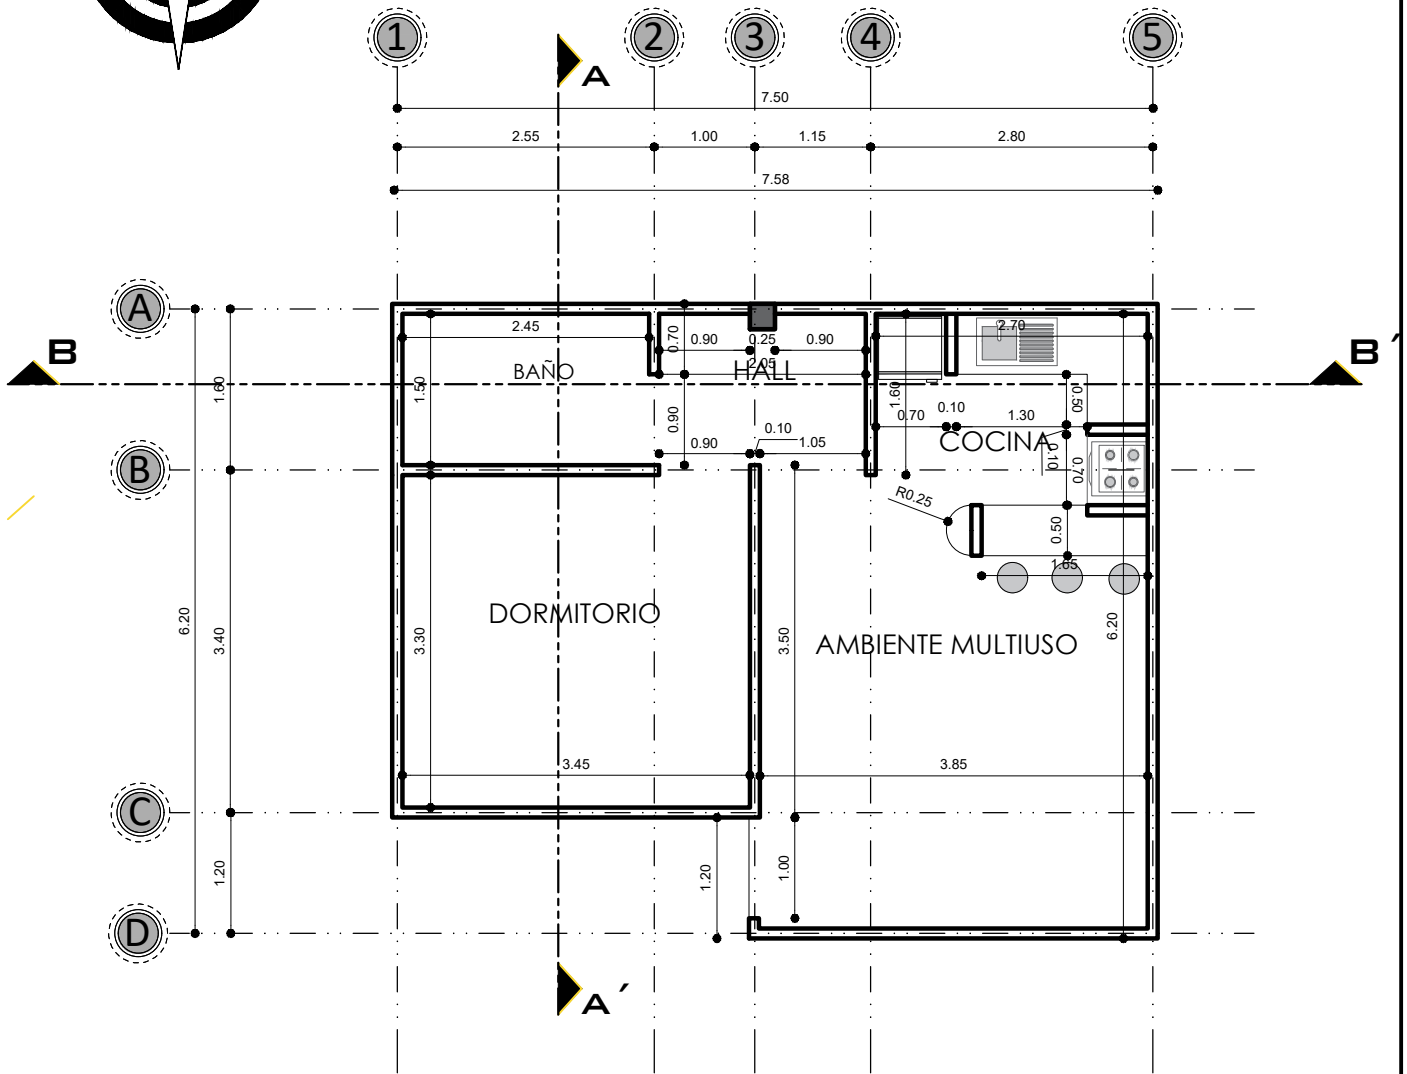 1 2 3 4 5
A
7.50
2.55 1.00 1.15 2.80
7.58
A
2.45 0.70 0.90 0.25 0.90 2.70
B B´
BAÑO HALL 2.05
1.60 1.50 1.60 0.50
0.90 0.90 0.10 1.05 0.70 0.10 1.30
COCINA
B 0.10 0.70
R0.25
0.50
1.65
DORMITORIO
6.20 3.40 3.30 3.50 6.20
AMBIENTE MULTIUSO
3.45 3.85
C
1.20 1.20 1.00
D
A´